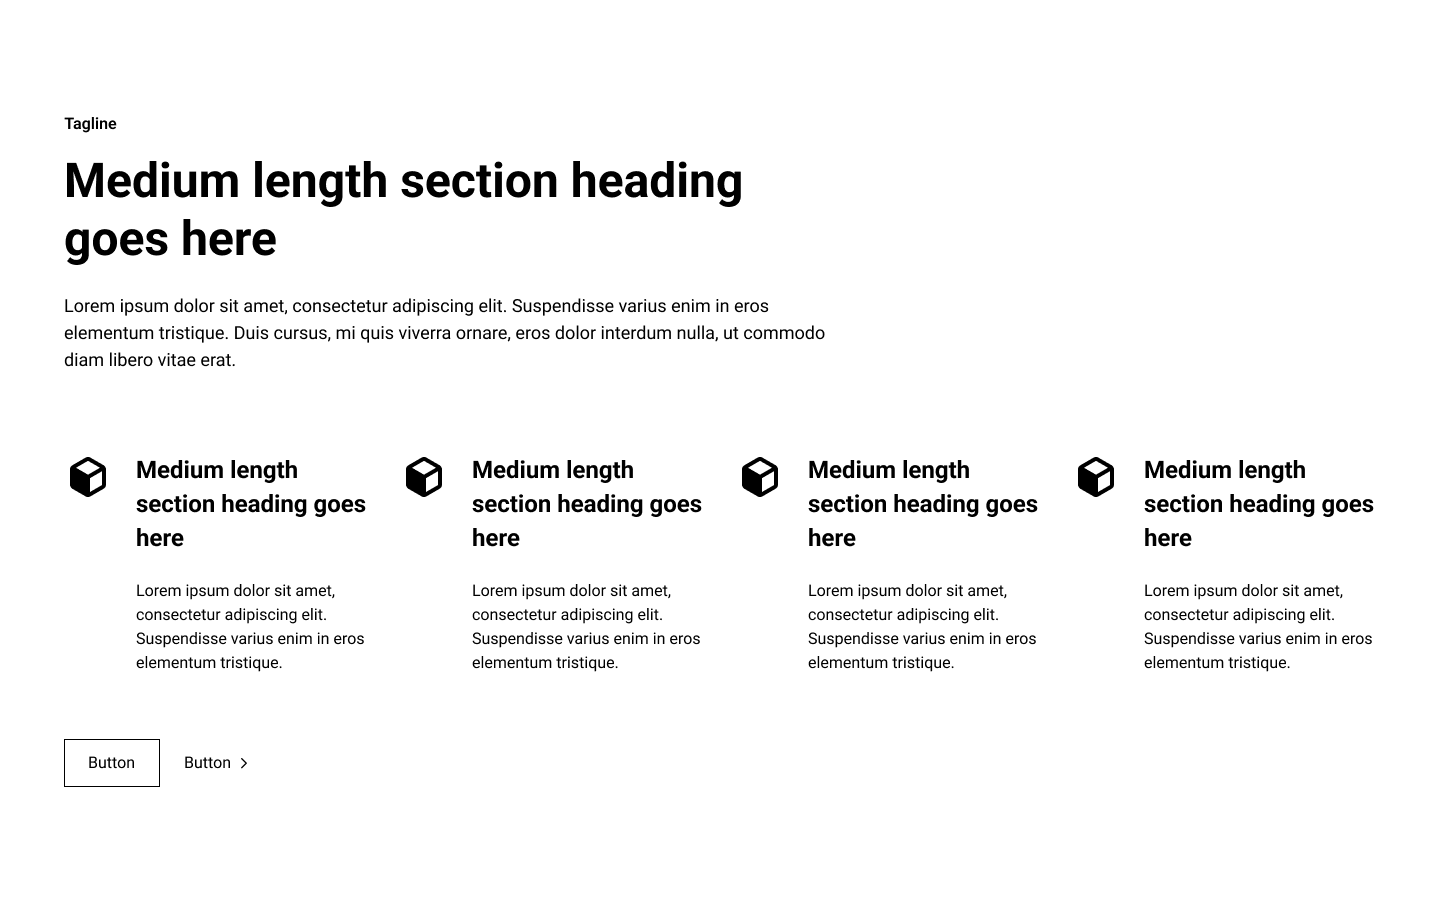 Tagline
Medium length section heading
goes here
Lorem ipsum dolor sit amet, consectetur adipiscing elit. Suspendisse varius enim in eros
elementum tristique. Duis cursus, mi quis viverra ornare, eros dolor interdum nulla, ut commodo
diam libero vitae erat.
Medium length
section heading goes
here
Lorem ipsum dolor sit amet,
consectetur adipiscing elit.
Suspendisse varius enim in eros
elementum tristique.
Medium length
section heading goes
here
Lorem ipsum dolor sit amet,
consectetur adipiscing elit.
Suspendisse varius enim in eros
elementum tristique.
Medium length
section heading goes
here
Lorem ipsum dolor sit amet,
consectetur adipiscing elit.
Suspendisse varius enim in eros
elementum tristique.
Medium length
section heading goes
here
Lorem ipsum dolor sit amet,
consectetur adipiscing elit.
Suspendisse varius enim in eros
elementum tristique.
Button
Button